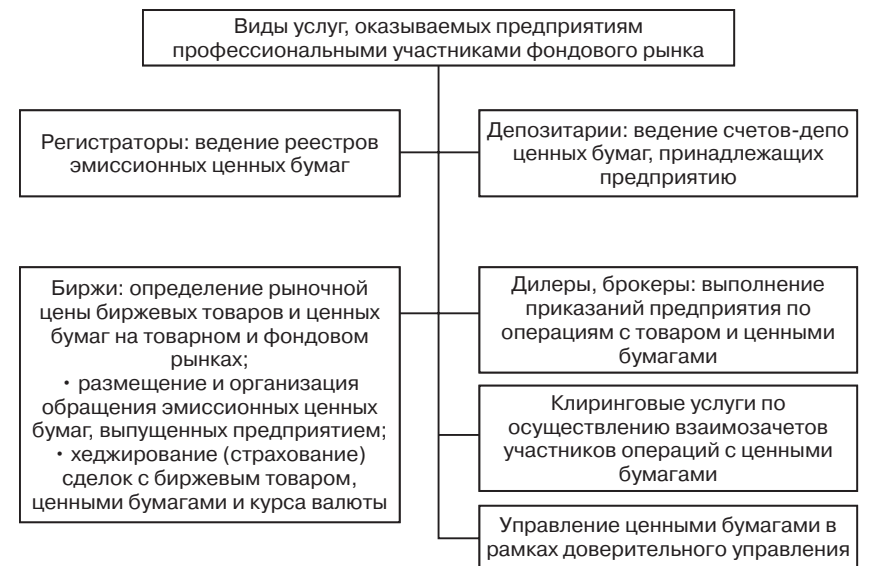 Виды услуг, оказываемых предприятиям
профессиональными участниками фондового рынка
Регистраторы: ведение реестров
эмиссионных ценных бумаг
Депозитарии: ведение счетов-депо
ценных бумаг, принадлежащих
предприятию
Биржи: определение рыночной
цены биржевых товаров и ценных
бумаг на товарном и фондовом
рынках;
• размещение и организация
обращения эмиссионных ценных
бумаг, выпущенных предприятием;
• хеджирование (страхование)
сделок с биржевым товаром,
ценными бумагами и курса валюты
Дилеры, брокеры: выполнение
приказаний предприятия по
операциям с товаром и ценными
бумагами
Клиринговые услуги по
осуществлению взаимозачетов
участников операций с ценными
бумагами
Управление ценными бумагами в
рамках доверительного управления